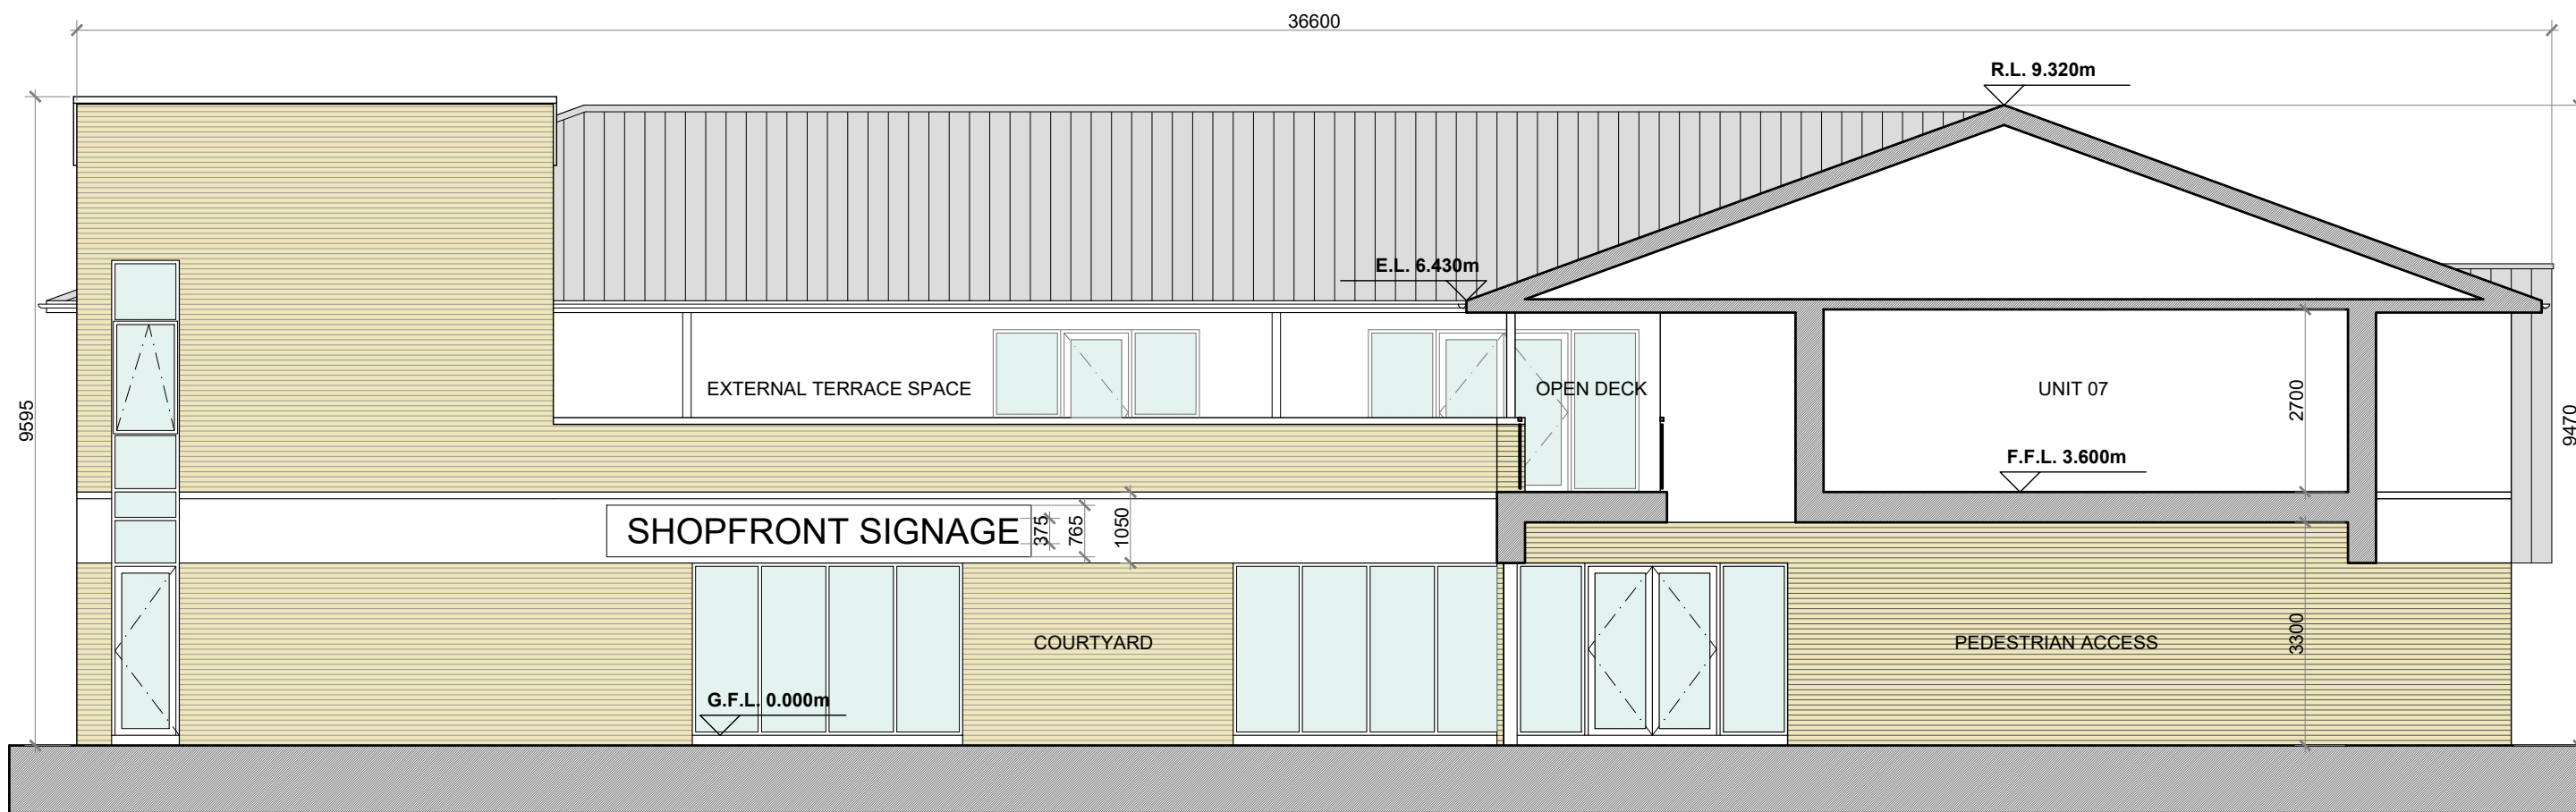 36600
R.L. 9.320m
E.L. 6.430m
9595
EXTERNAL TERRACE SPACE
OPEN DECK
UNIT 07
2700
9470
F.F.L. 3.600m
SHOPFRONT SIGNAGE
375
765
1050
COURTYARD
PEDESTRIAN ACCESS
3300
G.F.L. 0.000m